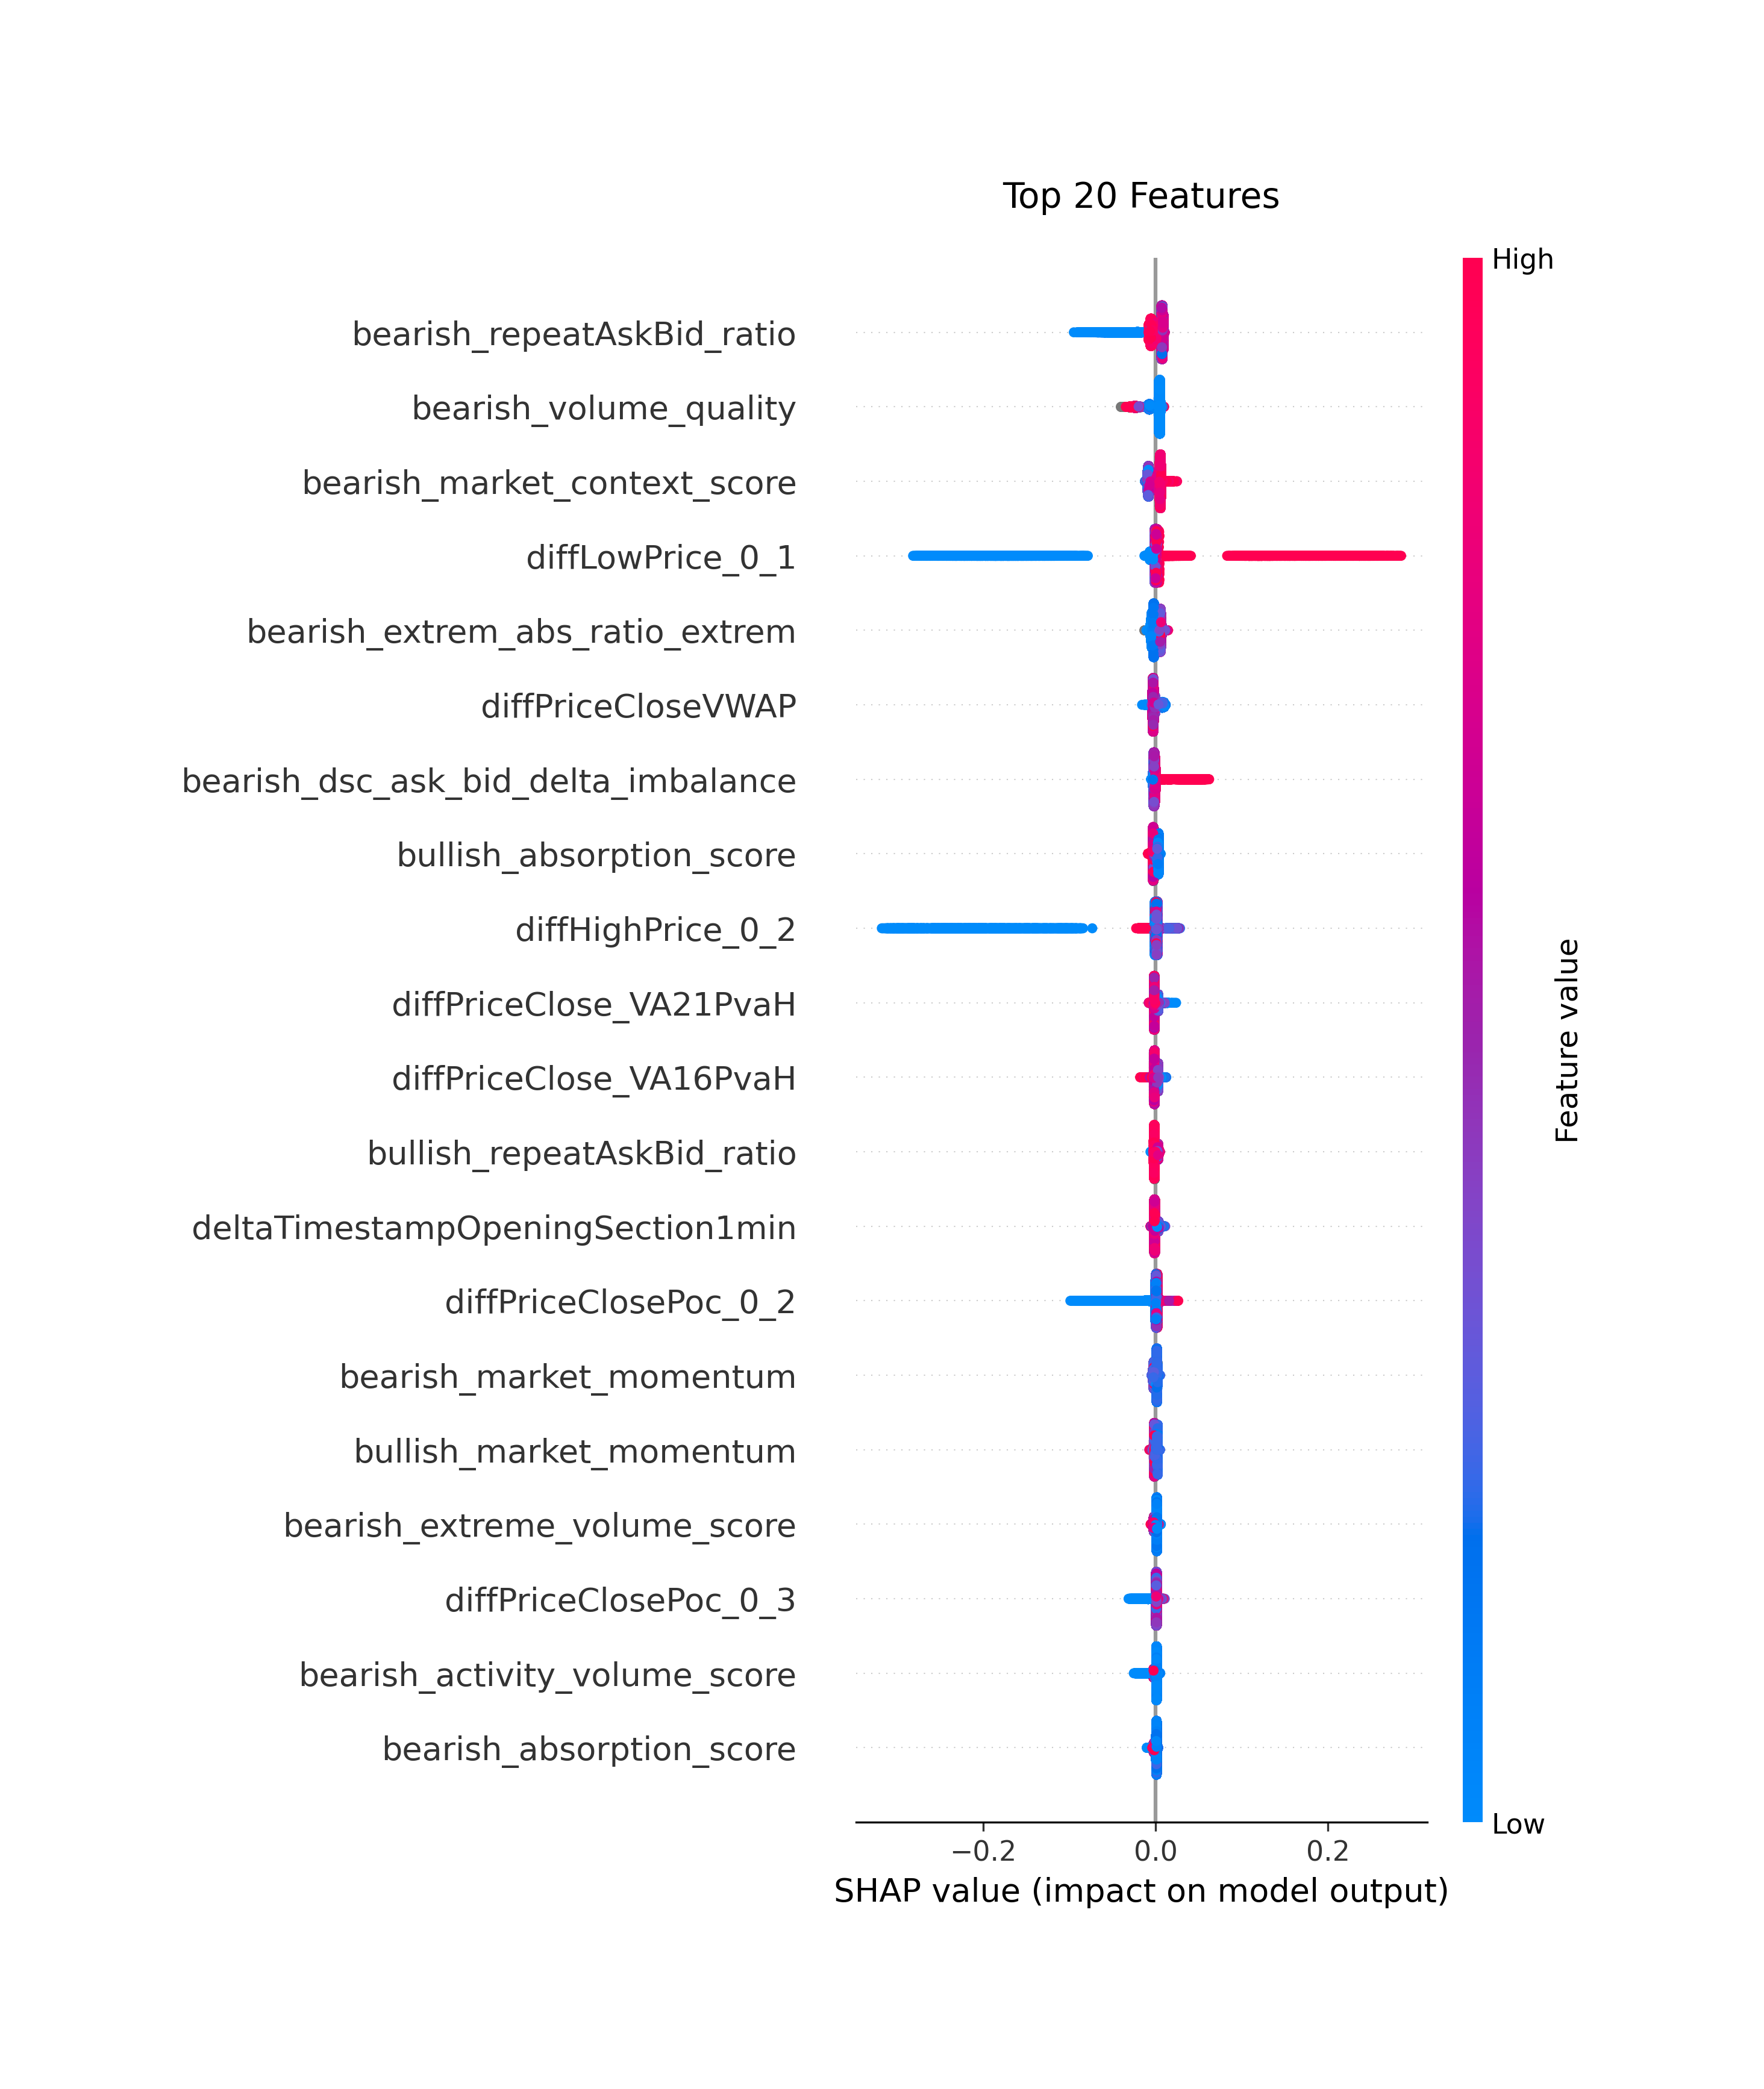 Top 20 Features
High
bearish_repeatAskBid_ratio
bearish_volume_quality
bearish_market_context_score
diffLowPrice_0_1
bearish_extrem_abs_ratio_extrem
diffPriceCloseVWAP
bearish_dsc_ask_bid_delta_imbalance
bullish_absorption_score
diffHighPrice_0_2
diffPriceClose_VA21PvaH
diffPriceClose_VA16PvaH
bullish_repeatAskBid_ratio
deltaTimestampOpeningSection1min
diffPriceClosePoc_0_2
bearish_market_momentum
bullish_market_momentum
bearish_extreme_volume_score
diffPriceClosePoc_0_3
bearish_activity_volume_score
bearish_absorption_score
Feature value
Low
−0.2 0.0 0.2
SHAP value (impact on model output)